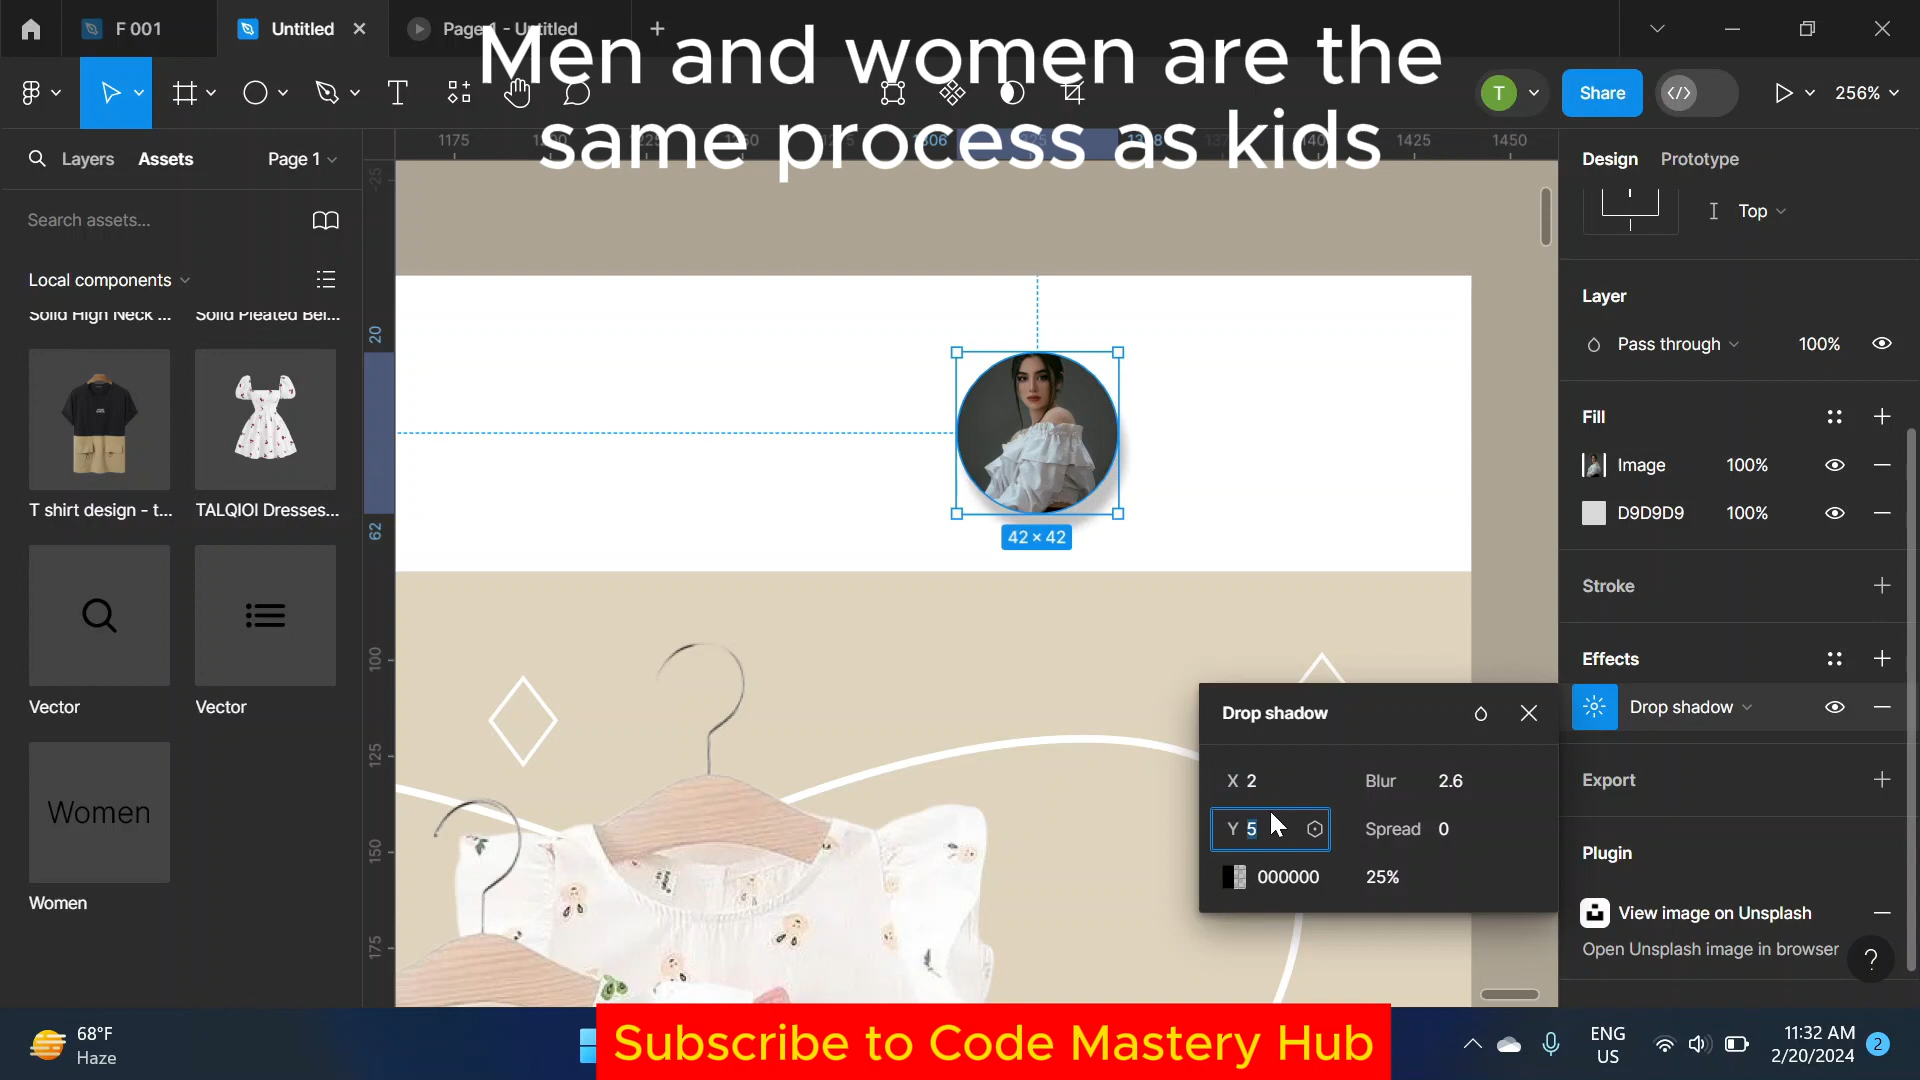 F 001
Untitled
Page 1 - Untitled
Men and women are the
same process as kids
T
Share
256%
Layers
Assets
Page 1
1175
1425
1450
Design
Prototype
Search assets...
Top
Local components
Solid High Neck ...
Solid Pleated Bel...
Layer
Pass through
100%
20
62
100
125
150
175
-25
Fill
Image
100%
D9D9D9
100%
T shirt design - t...
TALQIOI Dresses...
42 × 42
Stroke
Effects
Drop shadow
Vector
Vector
Drop shadow
X 2
Blur
2.6
Y 5
Spread
0
000000
25%
Export
Women
Women
Plugin
View image on Unsplash
Open Unsplash image in browser
?
68°F
Haze
Subscribe to Code Mastery Hub
ENG
US
11:32 AM
2/20/2024
2